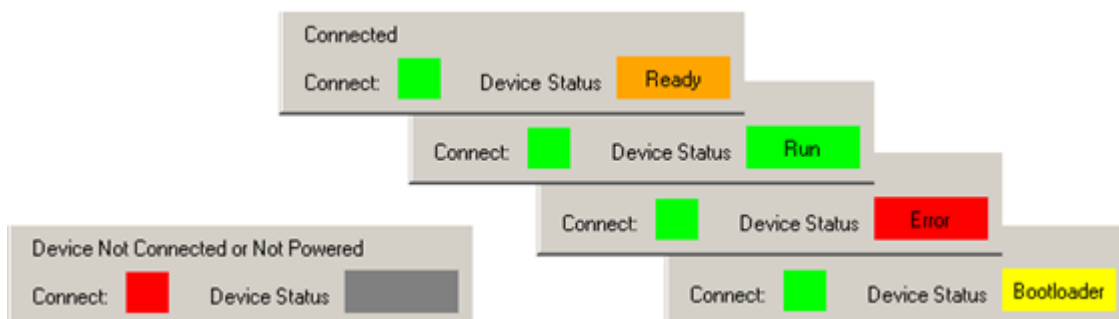 Connected
Connect: Device Status Ready
Connect: Device Status Run
Connect: Device Status Error
Device Not Connected or Not Powered
Connect: Device Status
Connect: Device Status Bootloader